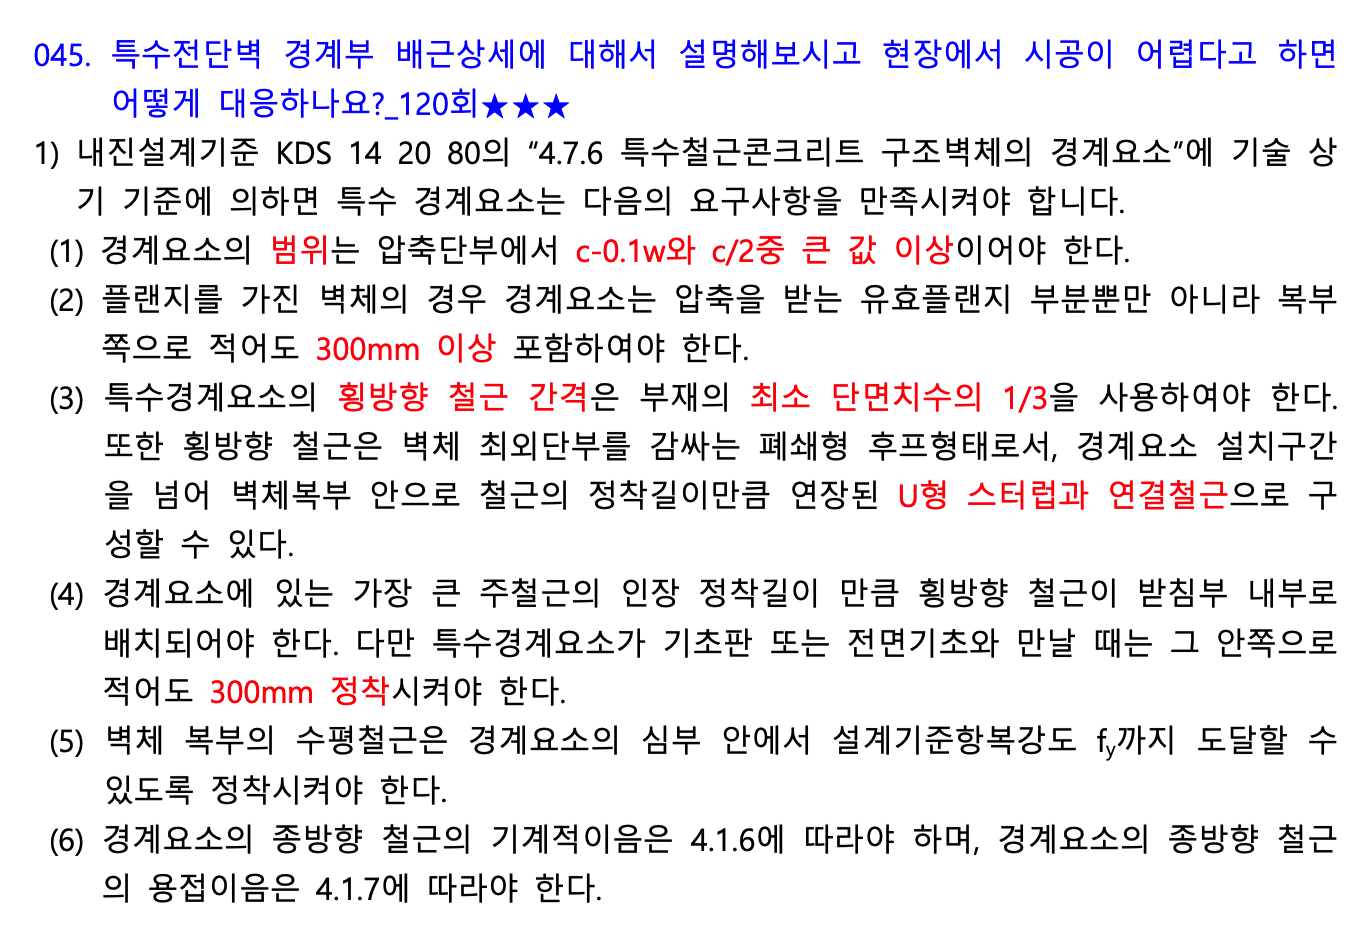 045. 특수전단벽 경계부 배근상세에 대해서 설명해보시고 현장에서 시공이 어렵다고 하면
어떻게 대응하나요?_120회★★★
1) 내진설계기준 KDS 14 20 80의 “4.7.6 특수철근콘크리트 구조벽체의 경계요소”에 기술 상
기 기준에 의하면 특수 경계요소는 다음의 요구사항을 만족시켜야 합니다.
(1) 경계요소의 범위는 압축단부에서 c-0.1w와 c/2중 큰 값 이상이어야 한다.
(2) 플랜지를 가진 벽체의 경우 경계요소는 압축을 받는 유효플랜지 부분뿐만 아니라 복부
쪽으로 적어도 300mm 이상 포함하여야 한다.
(3) 특수경계요소의 횡방향 철근 간격은 부재의 최소 단면치수의 1/3을 사용하여야 한다.
또한 횡방향 철근은 벽체 최외단부를 감싸는 폐쇄형 후프형태로서, 경계요소 설치구간
을 넘어 벽체복부 안으로 철근의 정착길이만큼 연장된 U형 스터럽과 연결철근으로 구
성할 수 있다.
(4) 경계요소에 있는 가장 큰 주철근의 인장 정착길이 만큼 횡방향 철근이 받침부 내부로
배치되어야 한다. 다만 특수경계요소가 기초판 또는 전면기초와 만날 때는 그 안쪽으로
적어도 300mm 정착시켜야 한다.
(5) 벽체 복부의 수평철근은 경계요소의 심부 안에서 설계기준항복강도 fy까지 도달할 수
있도록 정착시켜야 한다.
(6) 경계요소의 종방향 철근의 기계적이음은 4.1.6에 따라야 하며, 경계요소의 종방향 철근
의 용접이음은 4.1.7에 따라야 한다.